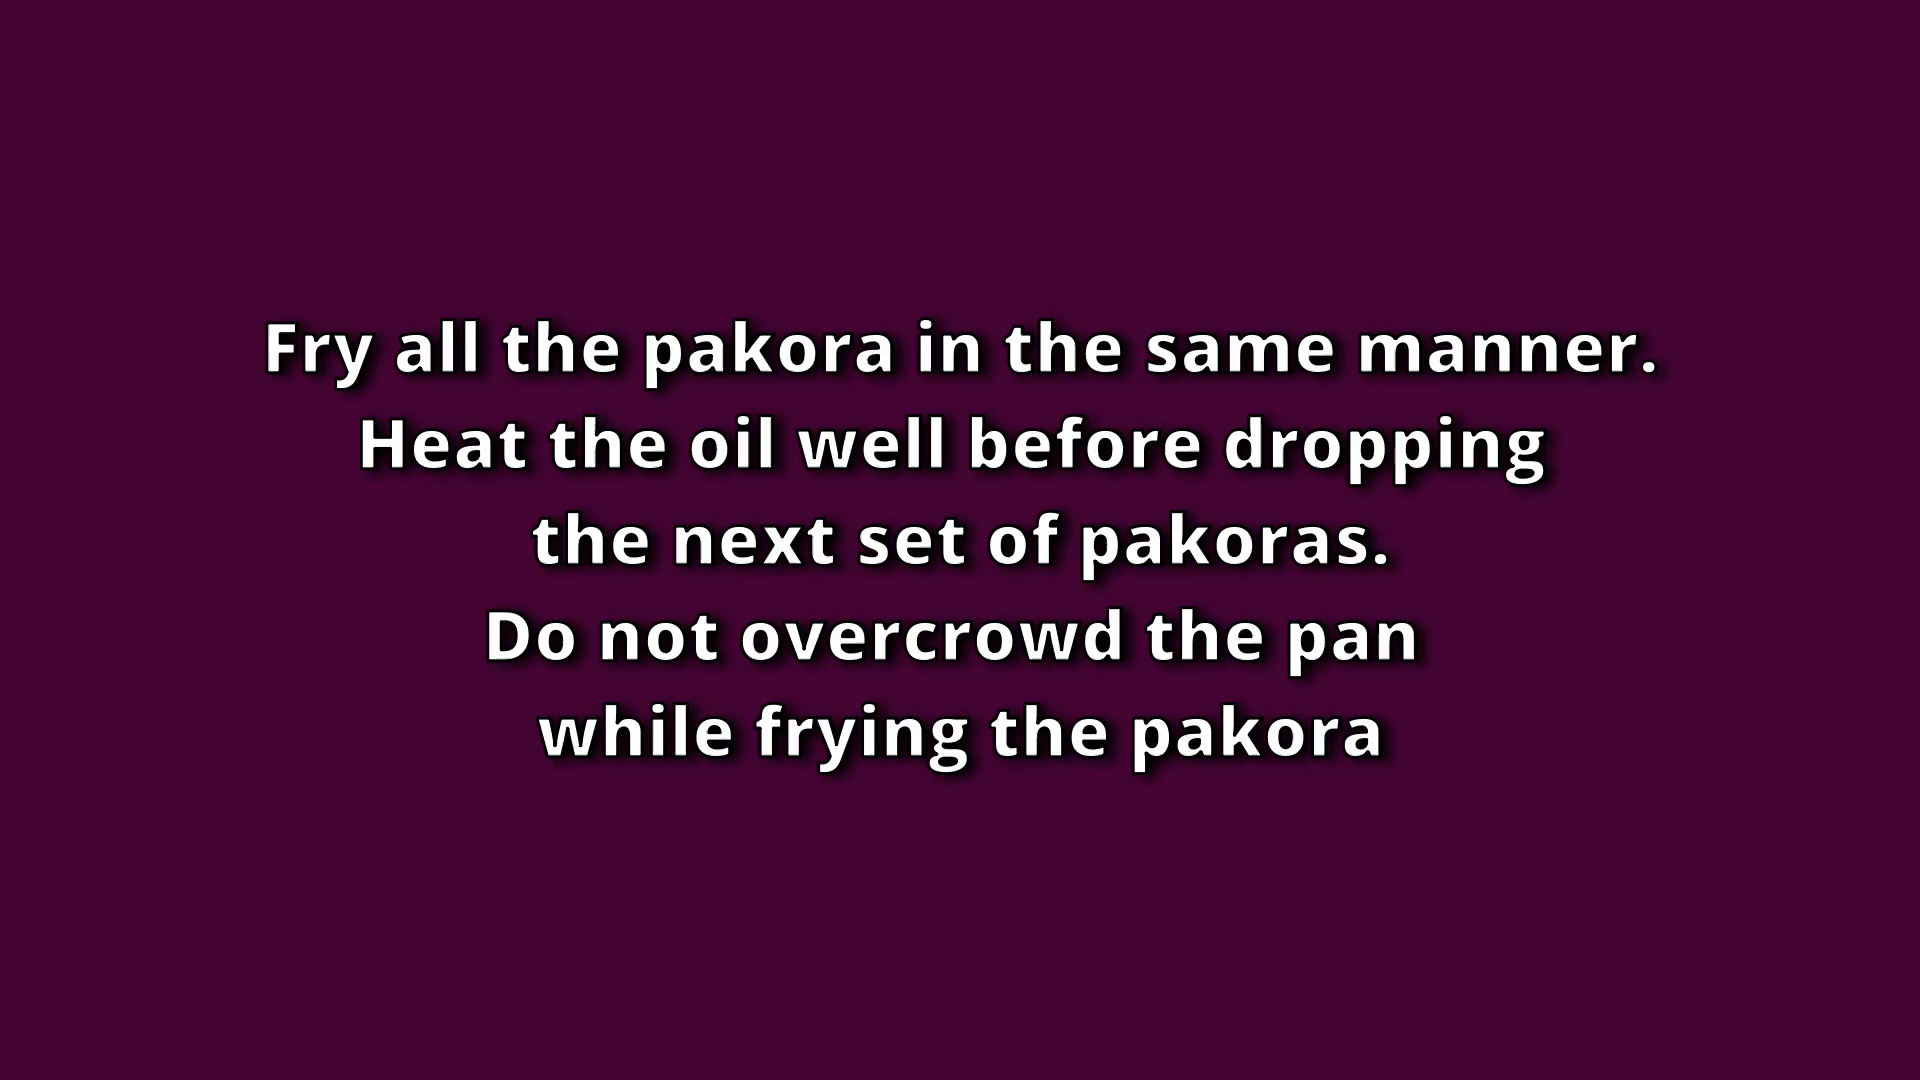 Fry all the pakora in the same manner.
Heat the oil well before dropping
the next set of pakoras.
Do not overcrowd the pan
while frying the pakora